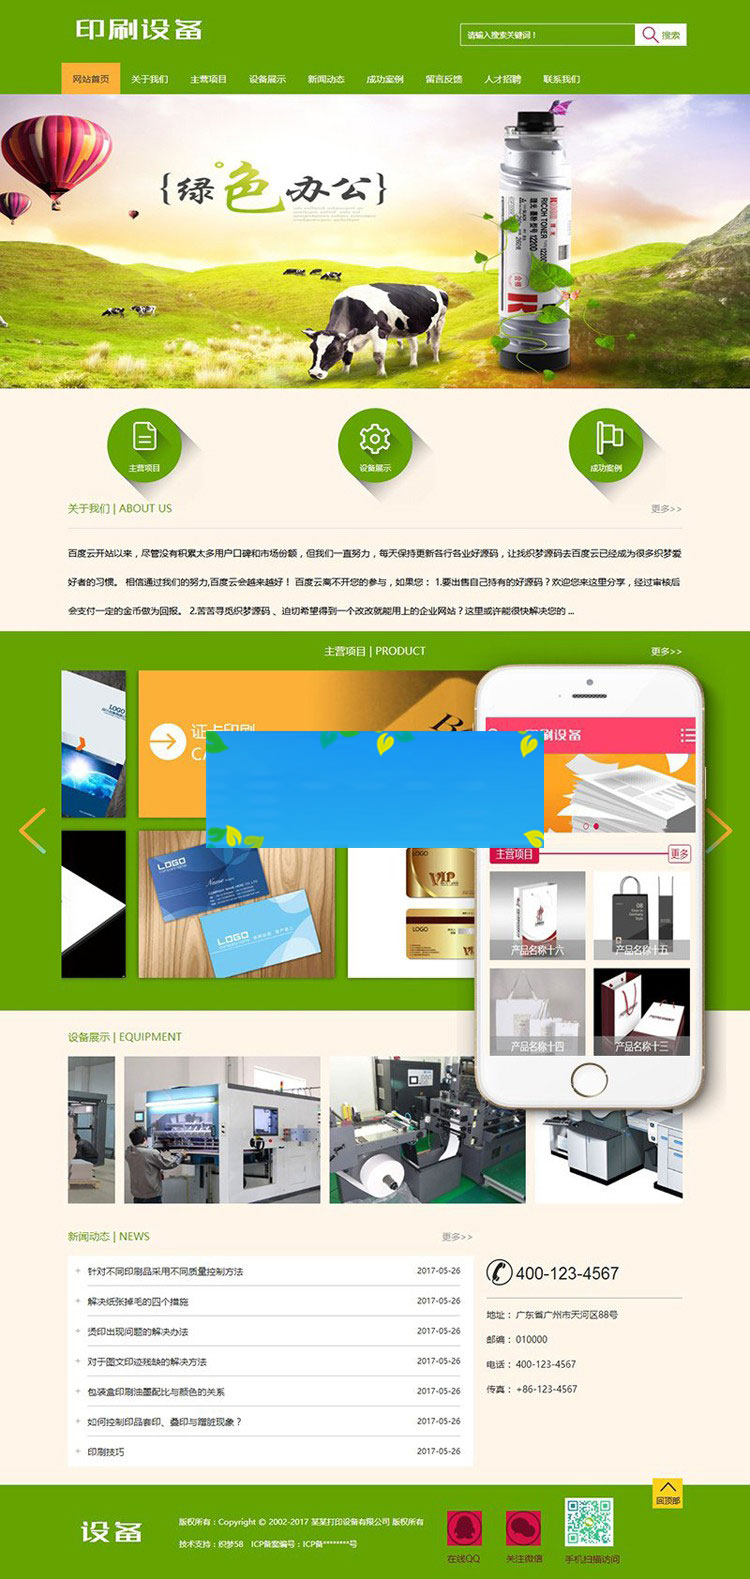 印刷设备
请输入搜索关键词！
搜索
网站首页 关于我们 主营项目 设备展示 新闻动态 成功案例 留言反馈 人才招聘 联系我们
{绿色办公}
RICOH TONER
主营项目
设备展示
成功案例
关于我们 | ABOUT US
更多>>
百度云开站以来，尽管没有积累太多用户口碑和市场份额，但我们一直努力，每天保持更新各行各业好源码，让找织梦源码去百度云已经成为很多织梦爱
好者的习惯。 相信通过我们的努力,百度云会越来越好！ 百度云离不开您的参与，如果您： 1.要出售自己持有的好源码？欢迎您来这里分享，经过审核后
会支付一定的金币做为回报。 2.苦苦寻觅织梦源码 、迫切希望得到一个改改就能用上的企业网站？这里或许能很快解决您的 ...
主营项目 | PRODUCT
更多>>
LOGO
证卡印刷
印刷设备
主营项目
更多
LOGO
LOGO
LOGO
VIP
产品名称十六
产品名称十五
产品名称十四
产品名称十三
设备展示 | EQUIPMENT
新闻动态 | NEWS
更多>>
+ 针对不同印刷品采用不同质量控制方法 2017-05-26
+ 解决纸张掉毛的四个措施 2017-05-26
+ 烫印出现问题的解决办法 2017-05-26
+ 对于图文印迹残缺的解决方法 2017-05-26
+ 包装盒印刷油墨配比与颜色的关系 2017-05-26
+ 如何控制印品套印、叠印与蹭脏现象？ 2017-05-26
+ 印刷技巧 2017-05-26
400-123-4567
地址： 广东省广州市天河区88号
邮编： 010000
电话： 400-123-4567
传真： +86-123-4567
回顶部
设备
版权所有：Copyright © 2002-2017 某某打印设备有限公司 版权所有
技术支持：织梦58 ICP备案编号：ICP备********号
在线QQ
关注微信
手机扫描访问